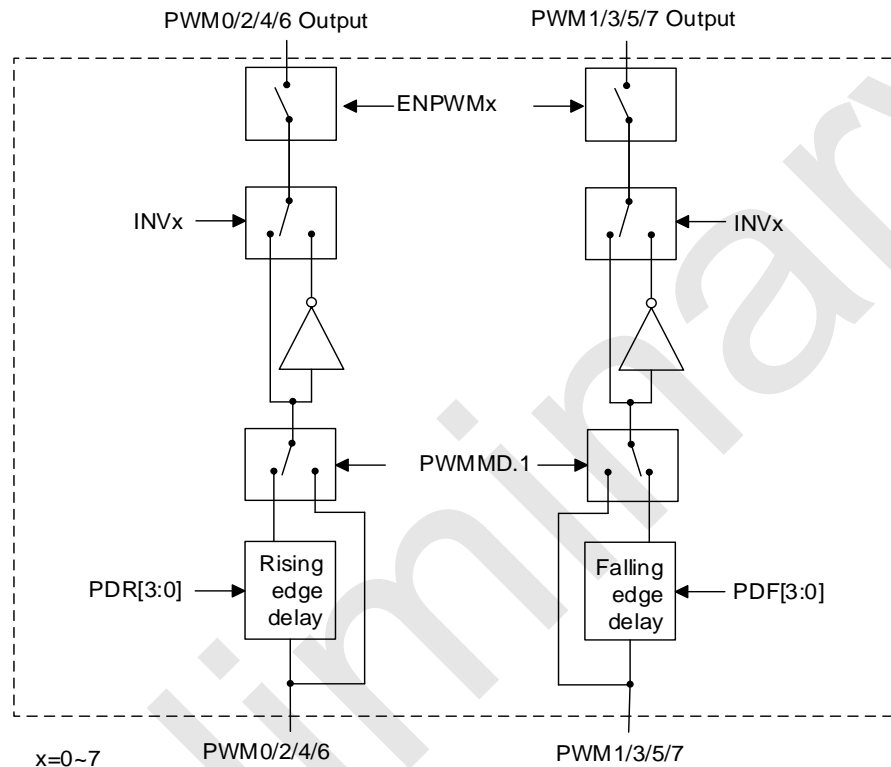 PWM0/2/4/6 Output
PWM1/3/5/7 Output
ENPWMx
INVx
INVx
PWMMD.1
PDR[3:0]
Rising
edge
delay
Falling
edge
delay
PDF[3:0]
PWM0/2/4/6
PWM1/3/5/7
x=0~7
liminary